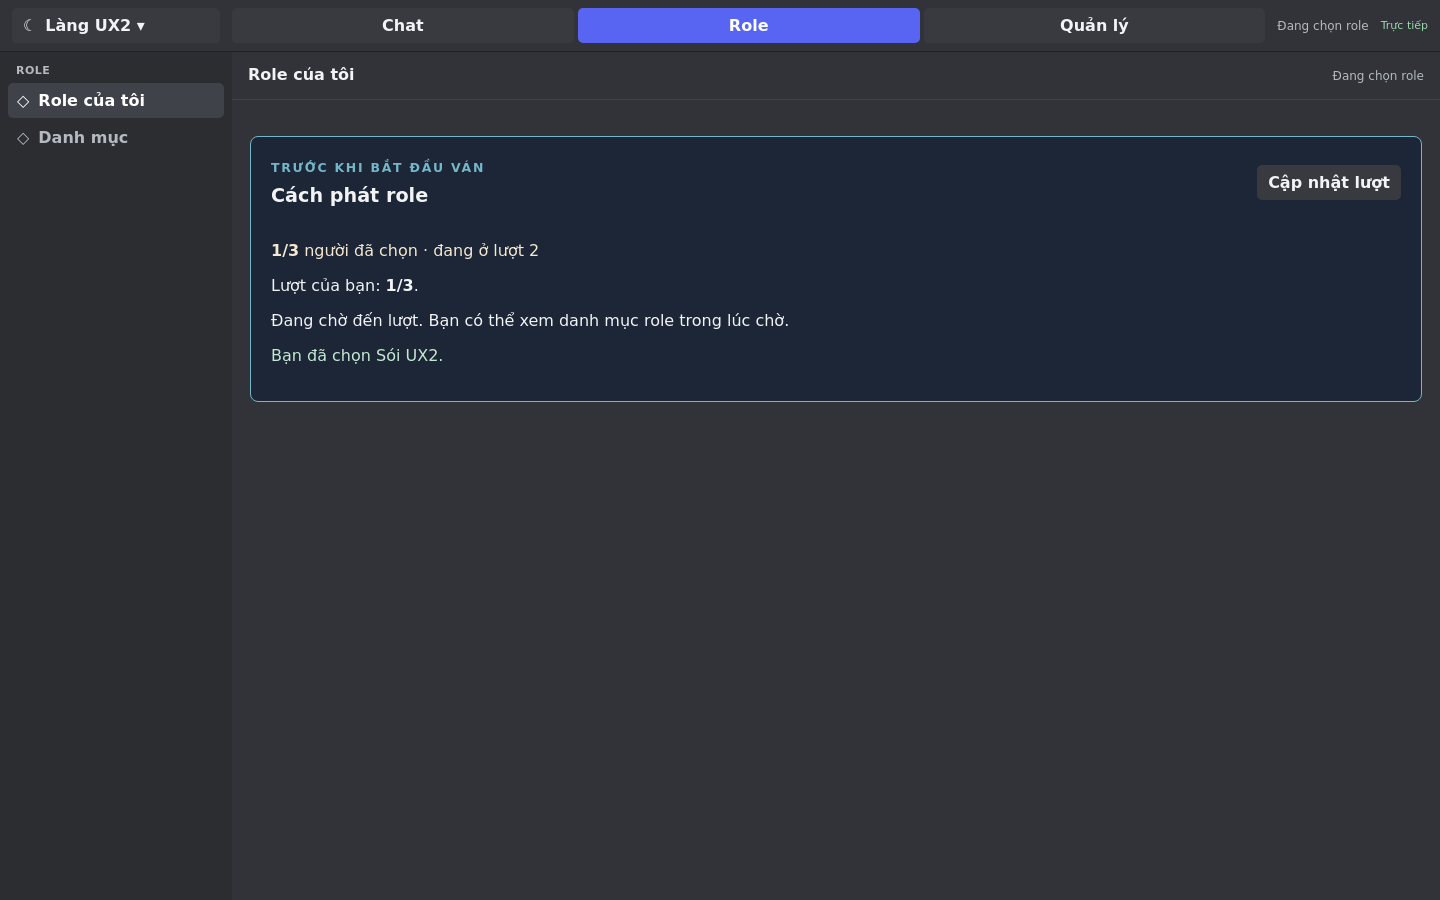 ☾ Làng UX2 ▾
Chat
Role
Quản lý
Đang chọn role
Trực tiếp
ROLE
◇ Role của tôi
◇ Danh mục
Role của tôi
Đang chọn role
TRƯỚC KHI BẮT ĐẦU VÁN
Cách phát role
Cập nhật lượt
1/3 người đã chọn · đang ở lượt 2
Lượt của bạn: 1/3.
Đang chờ đến lượt. Bạn có thể xem danh mục role trong lúc chờ.
Bạn đã chọn Sói UX2.